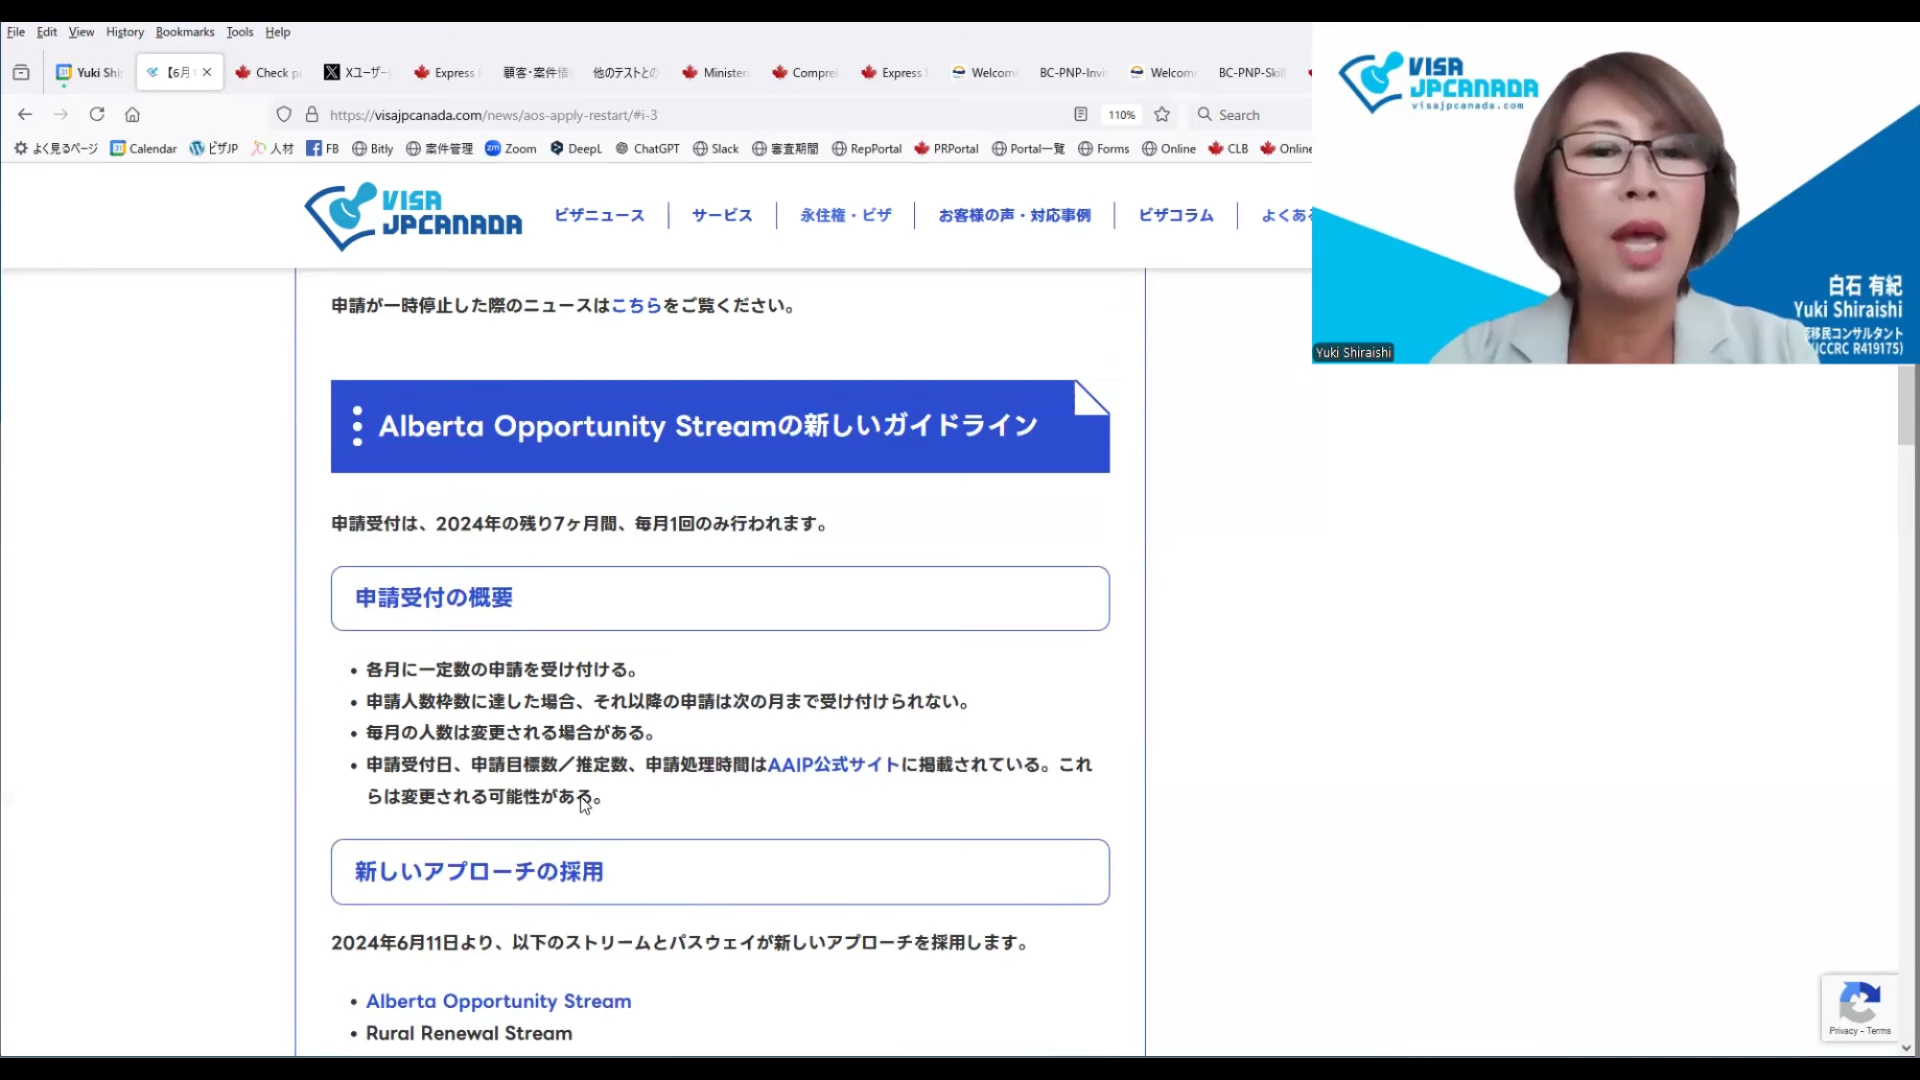 File Edit View History Bookmarks Tools Help
Yuki Shi 【6月 Check p Xユーザー Express 顧客・案件情 他のテストとの Minister Compre Express Welcom BC-PNP-Invi Welcom BC-PNP-Skil
https://visajpcanada.com/news/aos-apply-restart/#i-3 110% Search
よく見るページ Calendar ビザJP 人材 FB Bitly 案件管理 Zoom DeepL ChatGPT Slack 審査期間 RepPortal PRPortal Portal一覧 Forms Online CLB Online
VISA JPCANADA
visajpcanada.com
白石 有紀
Yuki Shiraishi
移民コンサルタント
CCRC R419175)
Yuki Shiraishi
VISA JPCANADA
ビザニュース サービス 永住権・ビザ お客様の声・対応事例 ビザコラム よくある
申請が一時停止した際のニュースはこちらをご覧ください。
Alberta Opportunity Streamの新しいガイドライン
申請受付は、2024年の残り7ヶ月間、毎月1回のみ行われます。
申請受付の概要
各月に一定数の申請を受け付ける。
申請人数枠数に達した場合、それ以降の申請は次の月まで受け付けられない。
毎月の人数は変更される場合がある。
申請受付日、申請目標数／推定数、申請処理時間はAAIP公式サイトに掲載されている。これ
らは変更される可能性がある。
新しいアプローチの採用
2024年6月11日より、以下のストリームとパスウェイが新しいアプローチを採用します。
Alberta Opportunity Stream
Rural Renewal Stream
Privacy - Terms